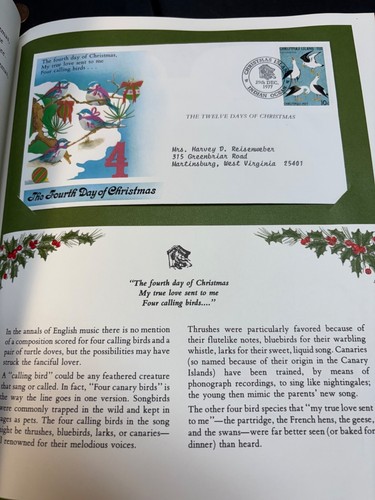 The fourth day of Christmas,
My true love sent to me
Four calling birds . . .
4
The Fourth Day of Christmas
CHRISTMAS ISLAND
INDIAN OCEAN
DEC.
1977
10c
THE TWELVE DAYS OF CHRISTMAS
Mrs. Harvey D. Reisenweber
315 Greenbriar Road
Martinsburg, West Virginia 25401
"The fourth day of Christmas
My true love sent to me
Four calling birds...."
In the annals of English music there is no mention
of a composition scored for four calling birds and a
pair of turtle doves, but the possibilities may have
struck the fanciful lover.
A "calling bird" could be any feathered creature
that sang or called. In fact, "Four canary birds" is
the way the line goes in one version. Songbirds
were commonly trapped in the wild and kept in
ages as pets. The four calling birds in the song
ight be thrushes, bluebirds, larks, or canaries—
renowned for their melodious voices.
Thrushes were particularly favored because of
their flutelike notes, bluebirds for their warbling
whistle, larks for their sweet, liquid song. Canaries
(so named because of their origin in the Canary
Islands) have been trained, by means of
phonograph recordings, to sing like nightingales;
the young then mimic the parents' new song.
The other four bird species that "my true love sent
to me"—the partridge, the French hens, the geese,
and the swans—were far better seen (or baked for
dinner) than heard.